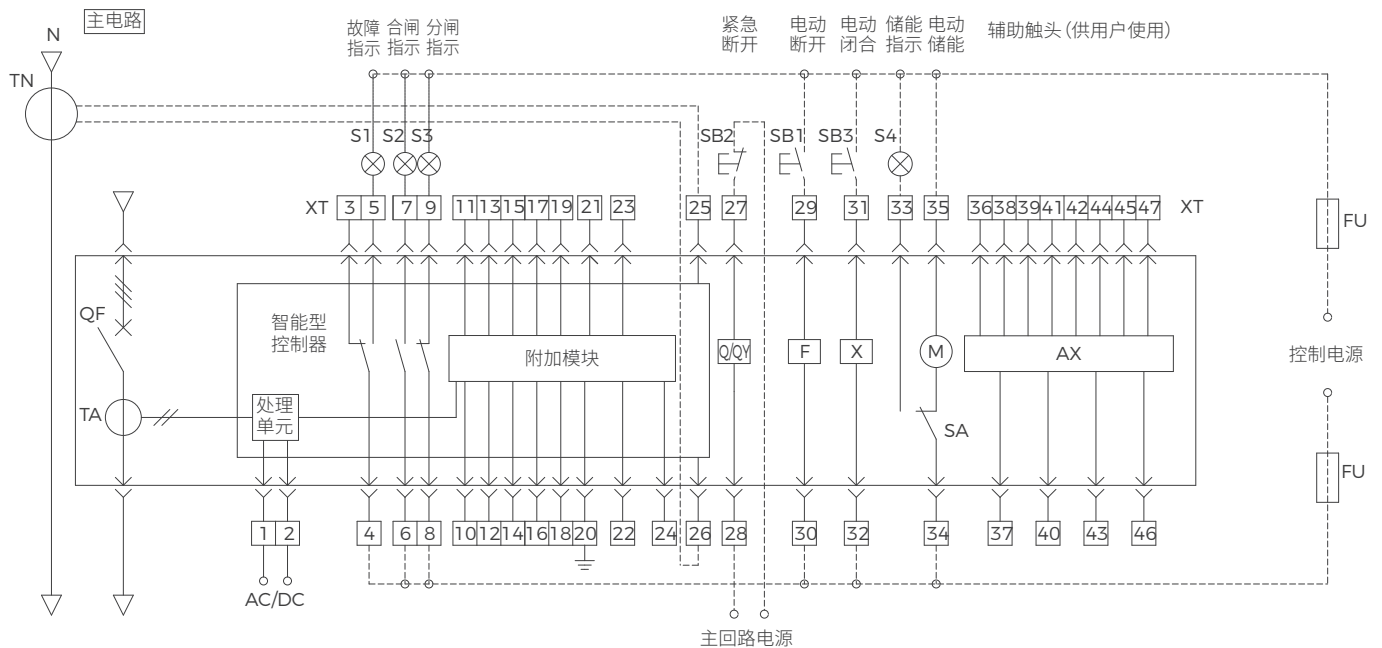 主电路
N
TN
故障 合闸 分闸
指示 指示 指示
紧急
断开
电动
断开
电动
闭合
储能
指示
电动
储能
辅助触头(供用户使用)
S1 S2 S3
SB2
SB1
SB3
S4
XT 3 5 7 9 11 13 15 17 19 21 23 25 27 29 31 33 35 36 38 39 41 42 44 45 47 XT
FU
QF
智能型
控制器
附加模块
Q/QY
F
X
M
AX
控制电源
TA
处理
单元
SA
FU
1 2 4 6 8 10 12 14 16 18 20 22 24 26 28 30 32 34 37 40 43 46
AC/DC
主回路电源